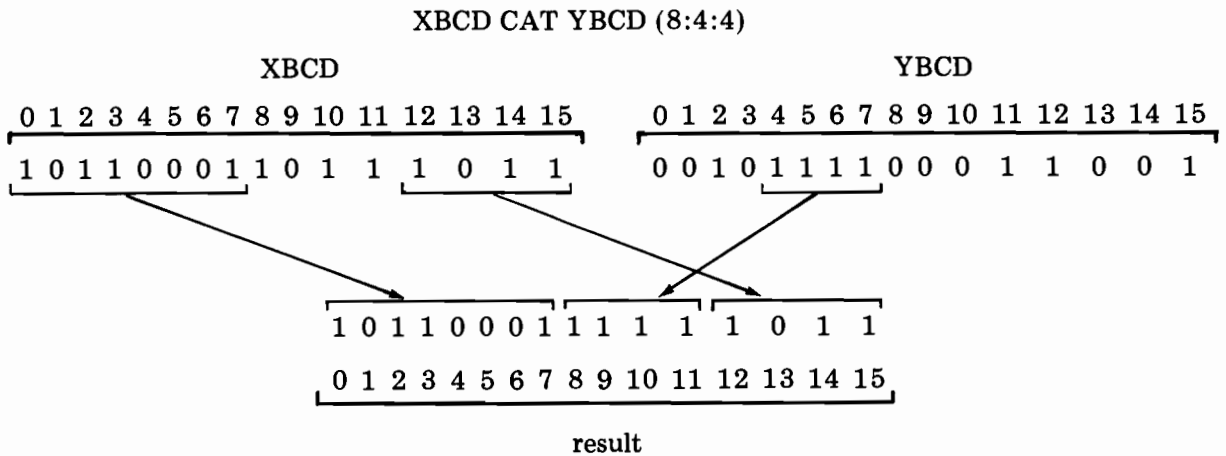 XBCD CAT YBCD (8:4:4)
XBCD YBCD
0 1 2 3 4 5 6 7 8 9 10 11 12 13 14 15 0 1 2 3 4 5 6 7 8 9 10 11 12 13 14 15
1 0 1 1 0 0 0 1 1 0 1 1 1 0 1 1 0 0 1 0 1 1 1 1 0 0 0 1 1 0 0 1
1 0 1 1 0 0 0 1 1 1 1 1 1 0 1 1
0 1 2 3 4 5 6 7 8 9 10 11 12 13 14 15
result